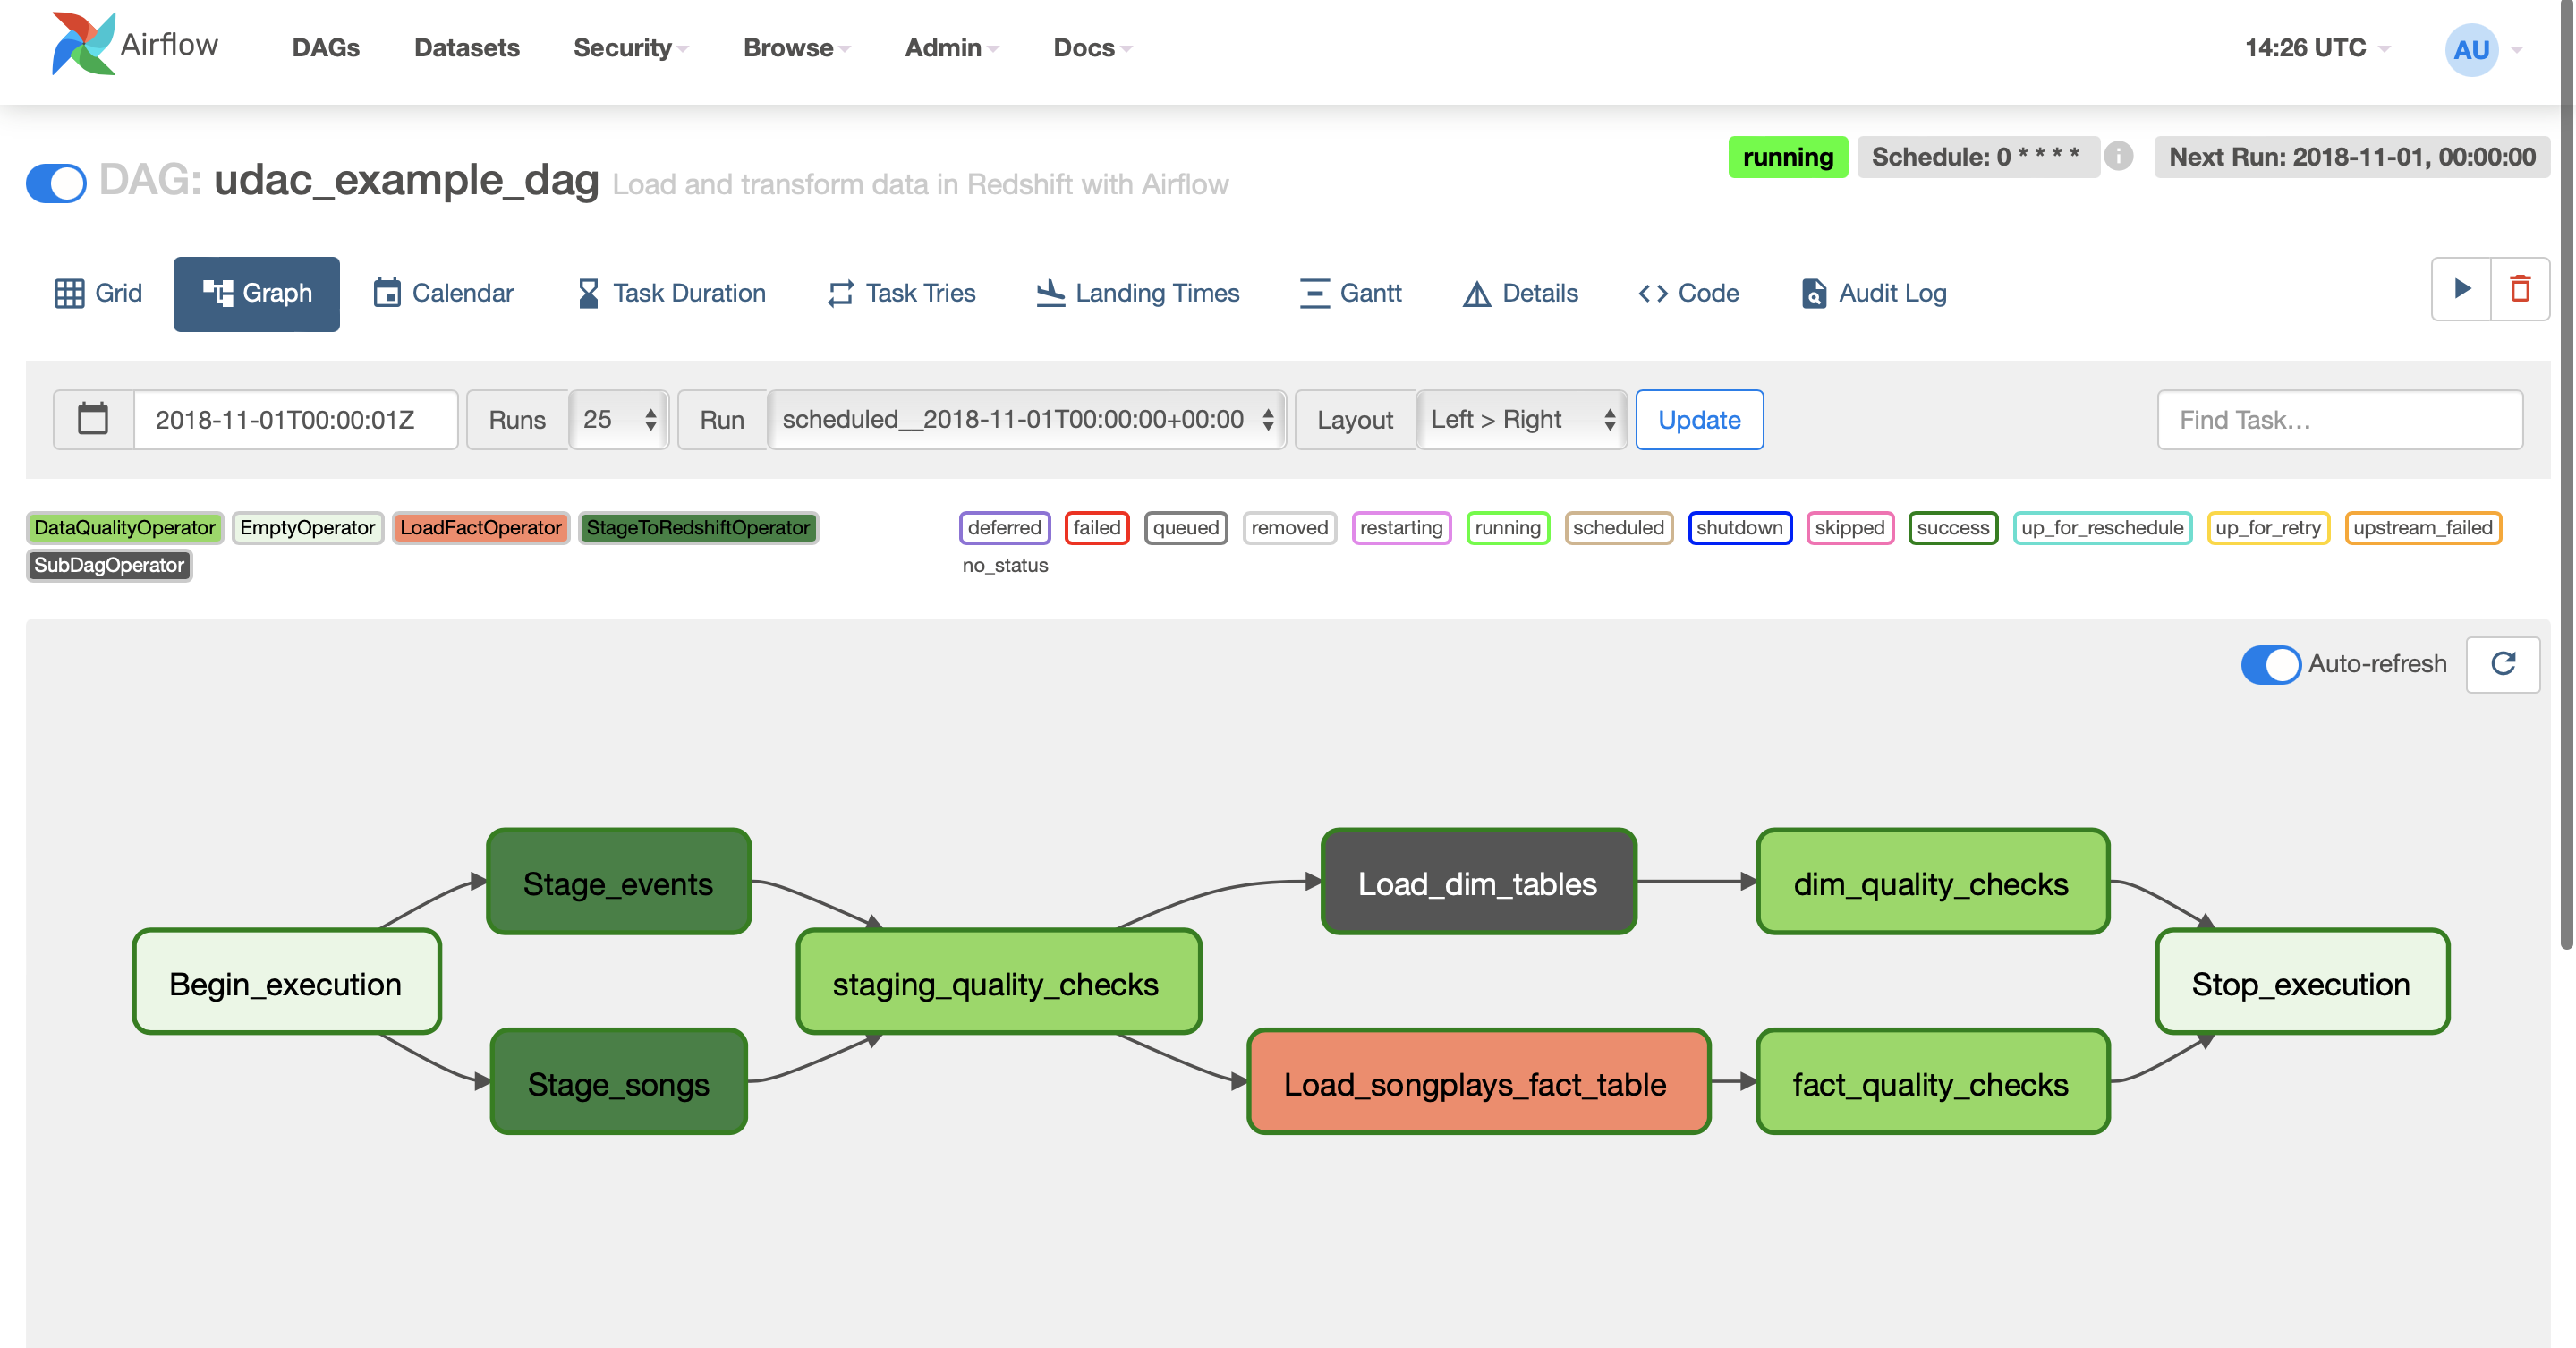 Airflow DAGs Datasets Security Browse Admin Docs 14:26 UTC AU
running Schedule: 0 * * * * i Next Run: 2018-11-01, 00:00:00
DAG: udac_example_dag Load and transform data in Redshift with Airflow
Grid Graph Calendar Task Duration Task Tries Landing Times Gantt Details Code Audit Log
2018-11-01T00:00:01Z Runs 25 Run scheduled__2018-11-01T00:00:00+00:00 Layout Left > Right Update Find Task...
DataQualityOperator EmptyOperator LoadFactOperator StageToRedshiftOperator deferred failed queued removed restarting running scheduled shutdown skipped success up_for_reschedule up_for_retry upstream_failed
SubDagOperator no_status
Auto-refresh
Stage_events Load_dim_tables dim_quality_checks
Begin_execution staging_quality_checks Stop_execution
Stage_songs Load_songplays_fact_table fact_quality_checks